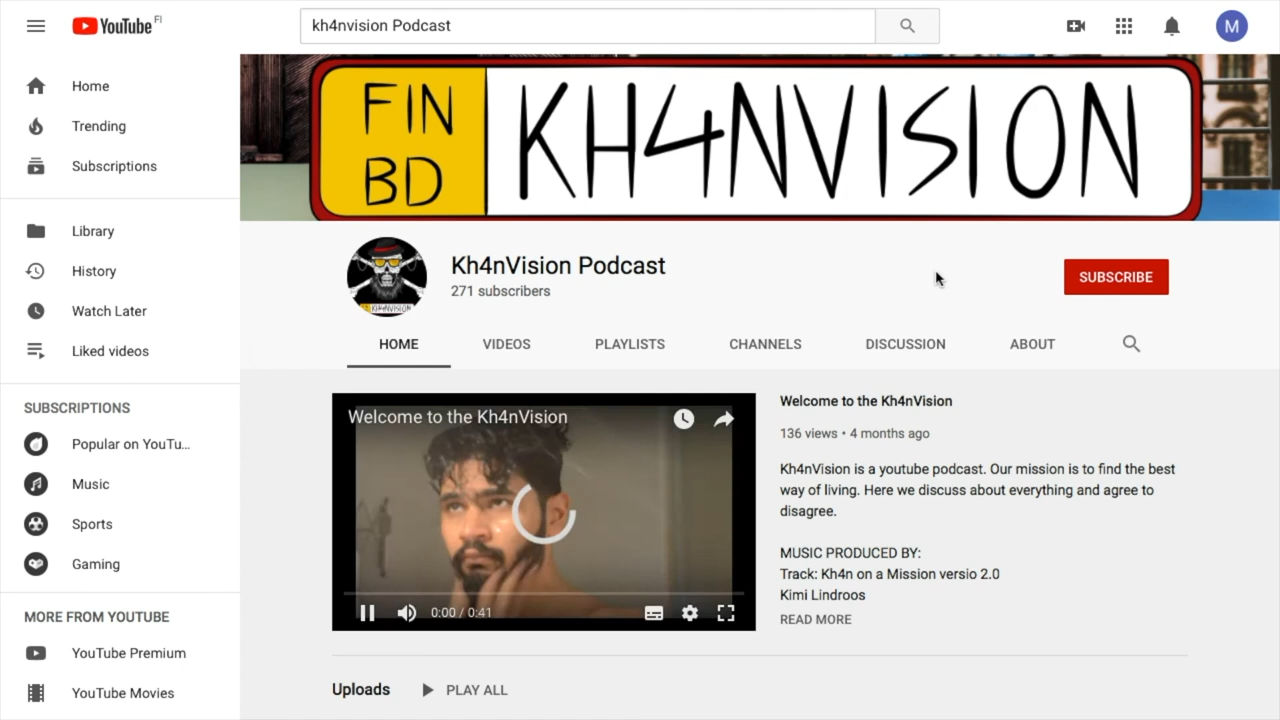 YouTube FI
kh4nvision Podcast
M
Home
Trending
Subscriptions
Library
History
Watch Later
Liked videos
SUBSCRIPTIONS
Popular on YouTu...
Music
Sports
Gaming
MORE FROM YOUTUBE
YouTube Premium
YouTube Movies
FIN
BD
KH4NVISION
KH4NVISION
Kh4nVision Podcast
271 subscribers
SUBSCRIBE
HOME
VIDEOS
PLAYLISTS
CHANNELS
DISCUSSION
ABOUT
Welcome to the Kh4nVision
0:00 / 0:41
Welcome to the Kh4nVision
136 views • 4 months ago
Kh4nVision is a youtube podcast. Our mission is to find the best
way of living. Here we discuss about everything and agree to
disagree.
MUSIC PRODUCED BY:
Track: Kh4n on a Mission versio 2.0
Kimi Lindroos
READ MORE
Uploads
PLAY ALL